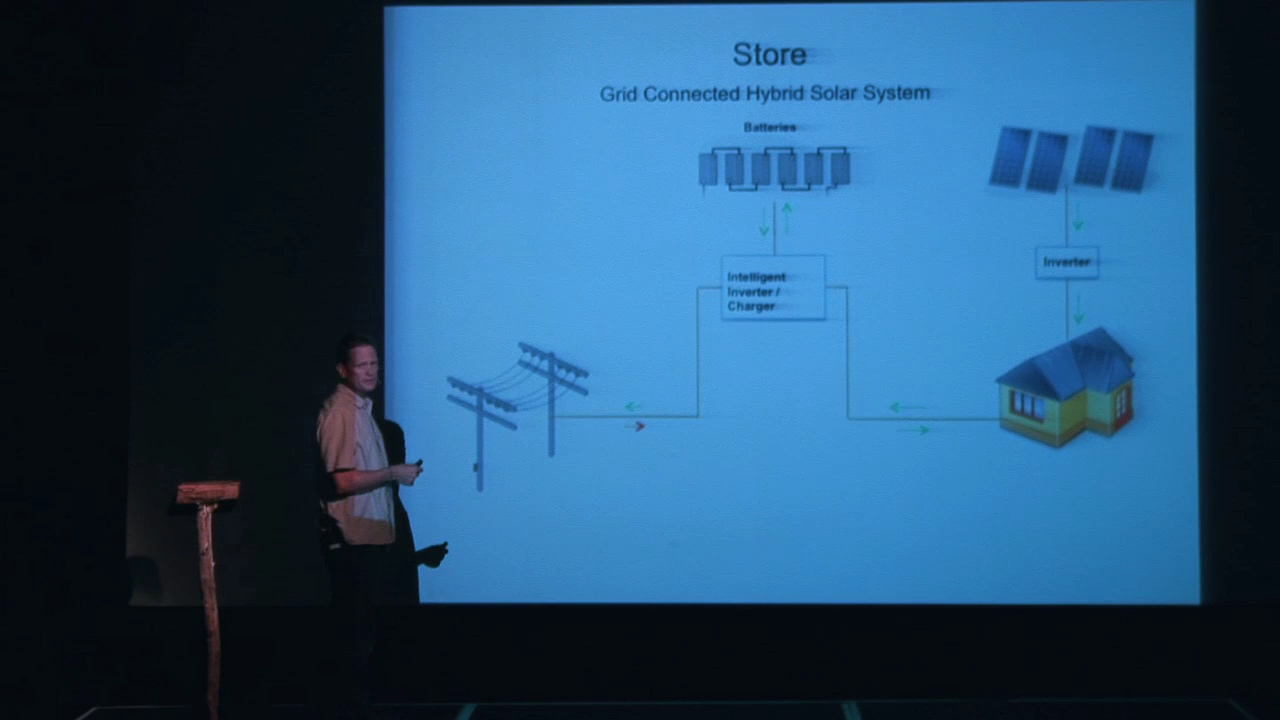 Store
Grid Connected Hybrid Solar System
Batteries
Intelligent
Inverter /
Charger
Inverter